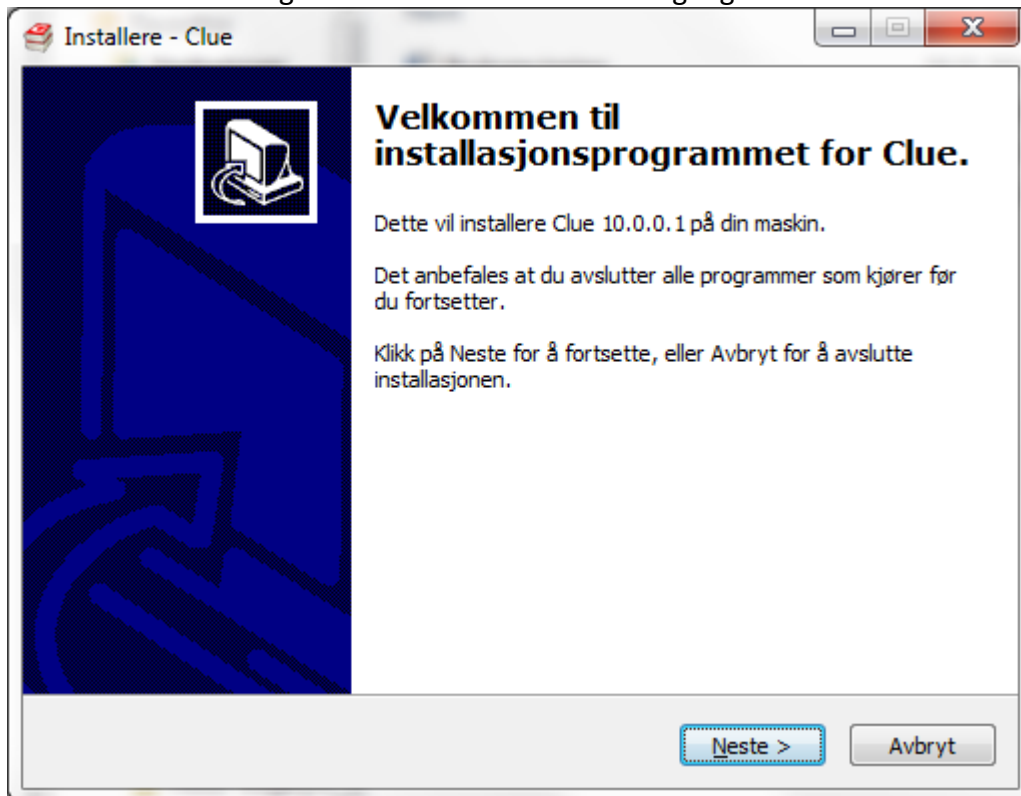 Installere - Clue
Velkommen til
installasjonsprogrammet for Clue.
Dette vil installere Clue 10.0.0.1 på din maskin.
Det anbefales at du avslutter alle programmer som kjører før
du fortsetter.
Klikk på Neste for å fortsette, eller Avbryt for å avslutte
installasjonen.
Neste >
Avbryt